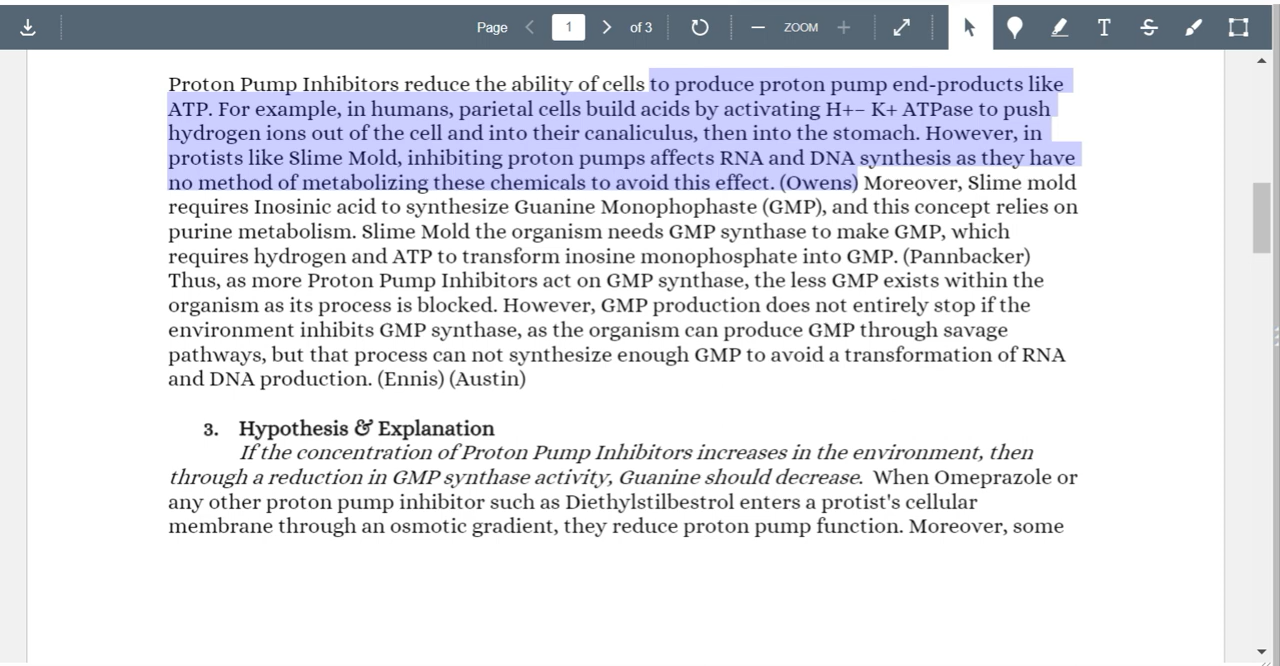 Page 1 of 3 ZOOM T S
Proton Pump Inhibitors reduce the ability of cells to produce proton pump end-products like
ATP. For example, in humans, parietal cells build acids by activating H+– K+ ATPase to push
hydrogen ions out of the cell and into their canaliculus, then into the stomach. However, in
protists like Slime Mold, inhibiting proton pumps affects RNA and DNA synthesis as they have
no method of metabolizing these chemicals to avoid this effect. (Owens) Moreover, Slime mold
requires Inosinic acid to synthesize Guanine Monophophaste (GMP), and this concept relies on
purine metabolism. Slime Mold the organism needs GMP synthase to make GMP, which
requires hydrogen and ATP to transform inosine monophosphate into GMP. (Pannbacker)
Thus, as more Proton Pump Inhibitors act on GMP synthase, the less GMP exists within the
organism as its process is blocked. However, GMP production does not entirely stop if the
environment inhibits GMP synthase, as the organism can produce GMP through savage
pathways, but that process can not synthesize enough GMP to avoid a transformation of RNA
and DNA production. (Ennis) (Austin)
3. Hypothesis & Explanation
If the concentration of Proton Pump Inhibitors increases in the environment, then
through a reduction in GMP synthase activity, Guanine should decrease. When Omeprazole or
any other proton pump inhibitor such as Diethylstilbestrol enters a protist's cellular
membrane through an osmotic gradient, they reduce proton pump function. Moreover, some